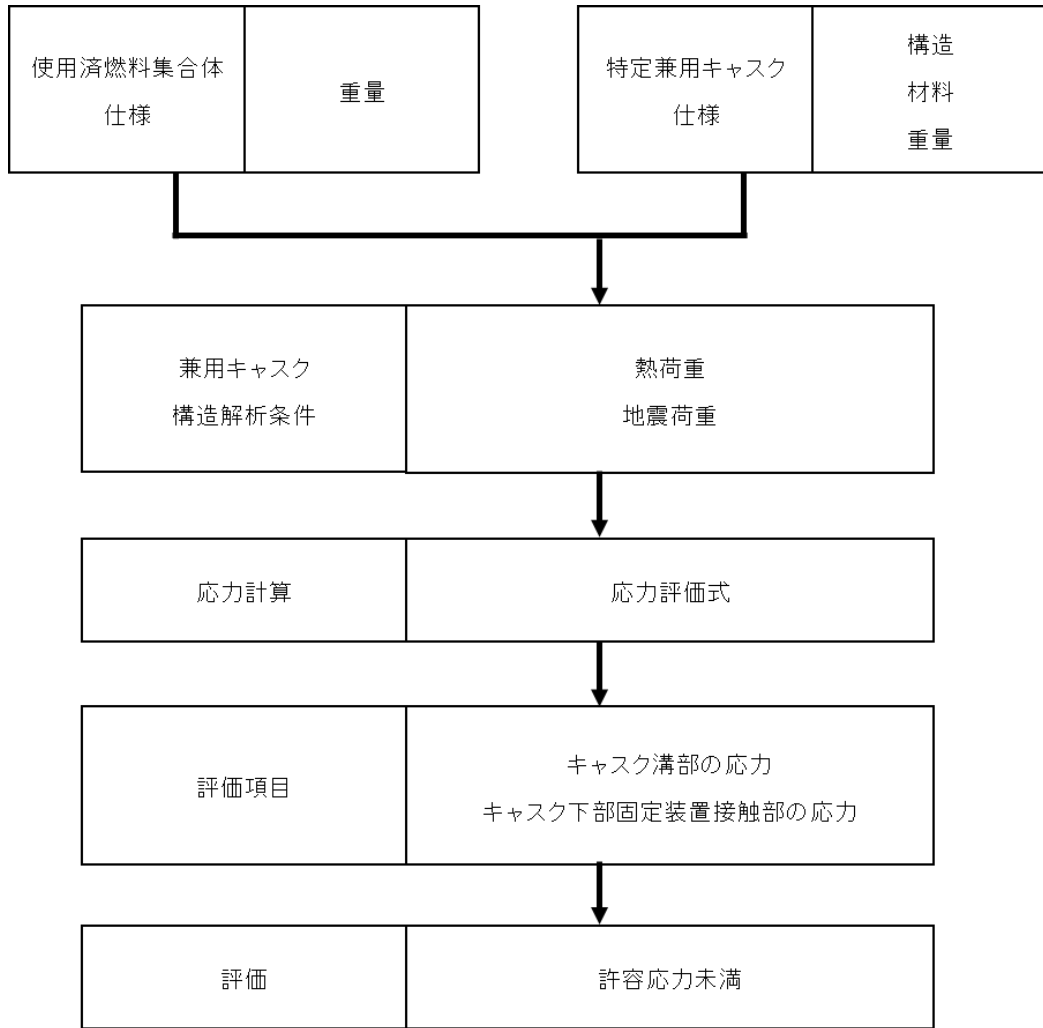 使用済燃料集合体
仕様
重量
特定兼用キャスク
仕様
構造
材料
重量
兼用キャスク
構造解析条件
熱荷重
地震荷重
応力計算
応力評価式
評価項目
キャスク溝部の応力
キャスク下部固定装置接触部の応力
評価
許容応力未満